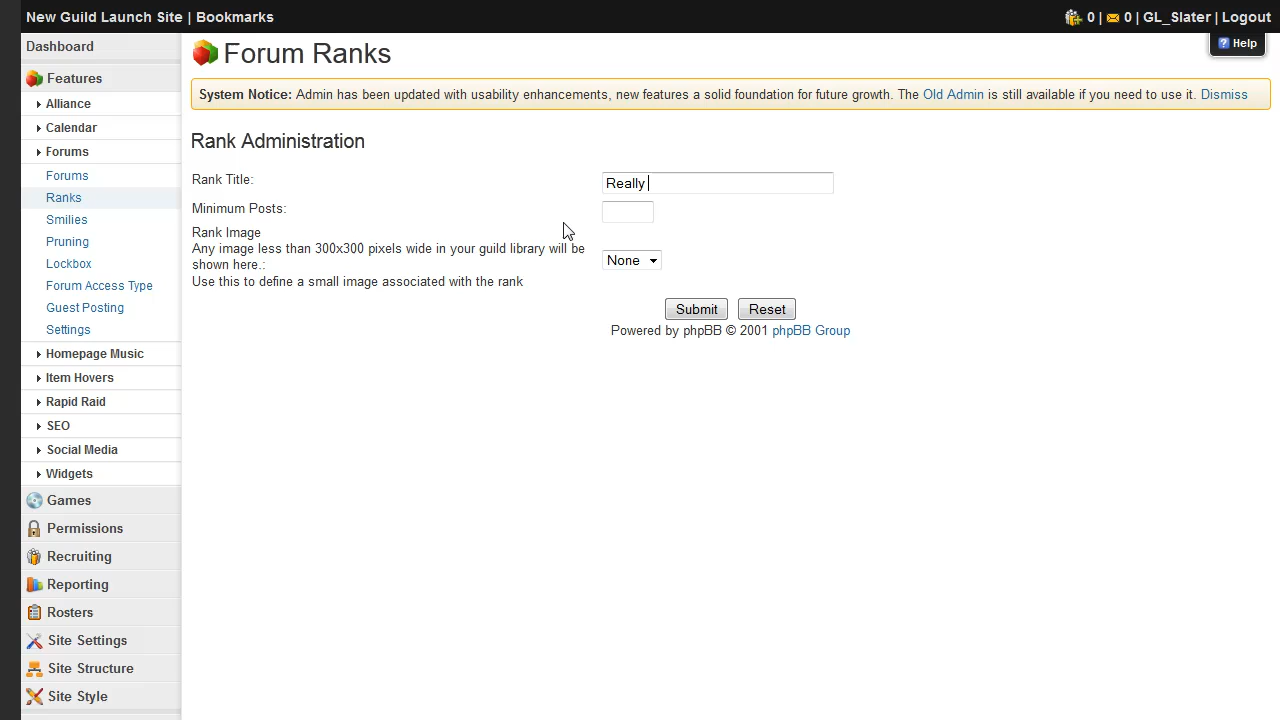 New Guild Launch Site | Bookmarks
0 | 0 | GL_Slater | Logout
Help
Dashboard
Features
Alliance
Calendar
Forums
Forums
Ranks
Smilies
Pruning
Lockbox
Forum Access Type
Guest Posting
Settings
Homepage Music
Item Hovers
Rapid Raid
SEO
Social Media
Widgets
Games
Permissions
Recruiting
Reporting
Rosters
Site Settings
Site Structure
Site Style
Forum Ranks
System Notice: Admin has been updated with usability enhancements, new features a solid foundation for future growth. The Old Admin is still available if you need to use it. Dismiss
Rank Administration
Rank Title:
Really
Minimum Posts:
Rank Image
Any image less than 300x300 pixels wide in your guild library will be
shown here.:
Use this to define a small image associated with the rank
None
Submit Reset
Powered by phpBB © 2001 phpBB Group